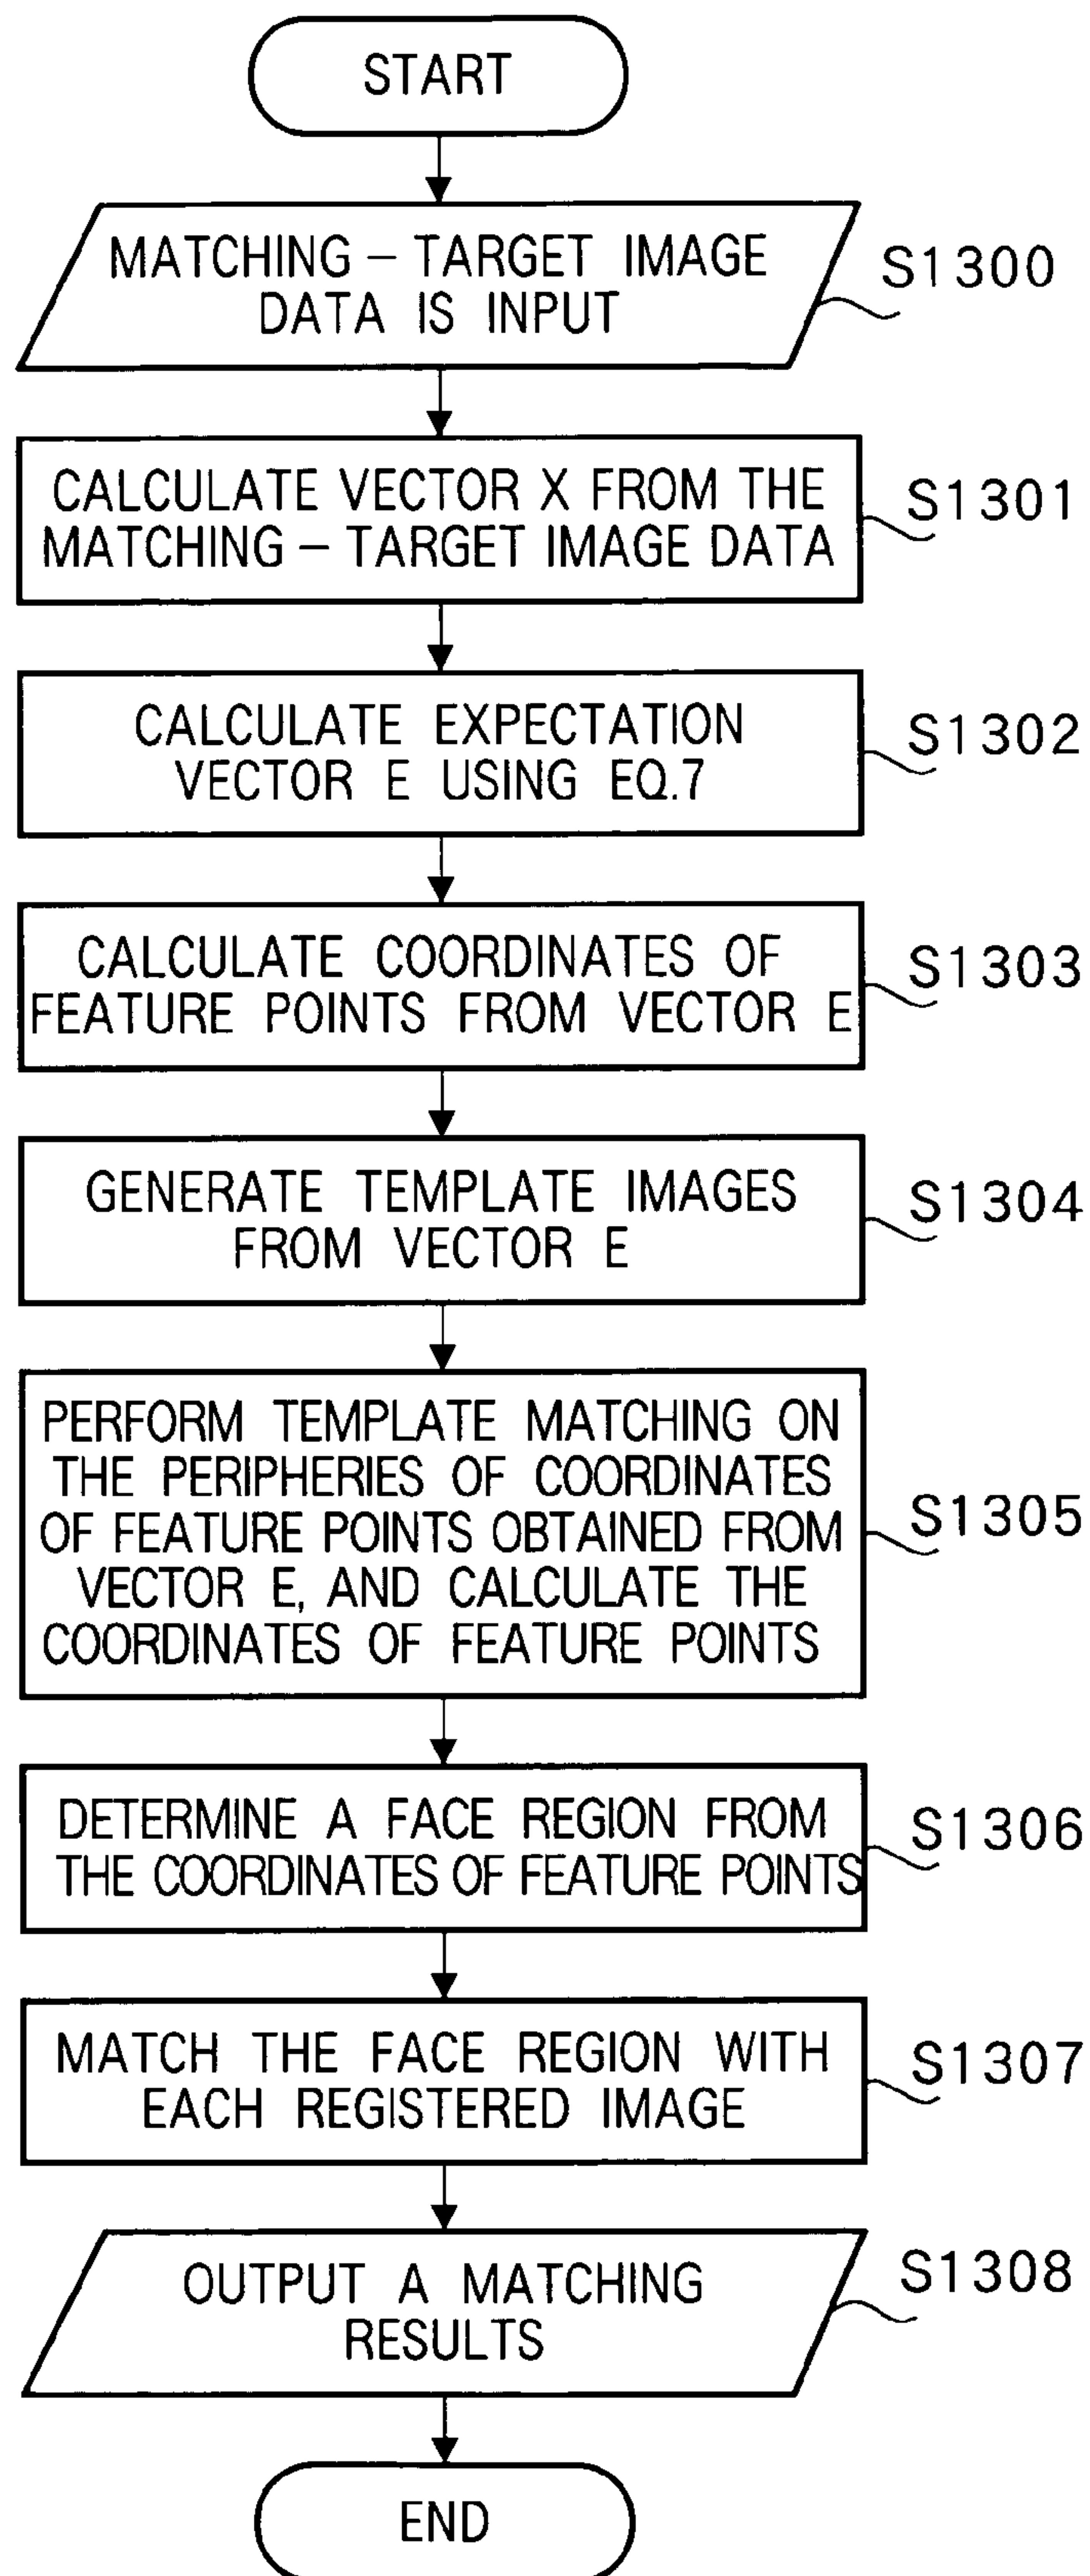 START
MATCHING – TARGET IMAGE
DATA IS INPUT
S1300
CALCULATE VECTOR X FROM THE
MATCHING – TARGET IMAGE DATA
S1301
CALCULATE EXPECTATION
VECTOR E USING EQ.7
S1302
CALCULATE COORDINATES OF
FEATURE POINTS FROM VECTOR E
S1303
GENERATE TEMPLATE IMAGES
FROM VECTOR E
S1304
PERFORM TEMPLATE MATCHING ON
THE PERIPHERIES OF COORDINATES
OF FEATURE POINTS OBTAINED FROM
VECTOR E, AND CALCULATE THE
COORDINATES OF FEATURE POINTS
S1305
DETERMINE A FACE REGION FROM
THE COORDINATES OF FEATURE POINTS
S1306
MATCH THE FACE REGION WITH
EACH REGISTERED IMAGE
S1307
OUTPUT A MATCHING
RESULTS
S1308
END